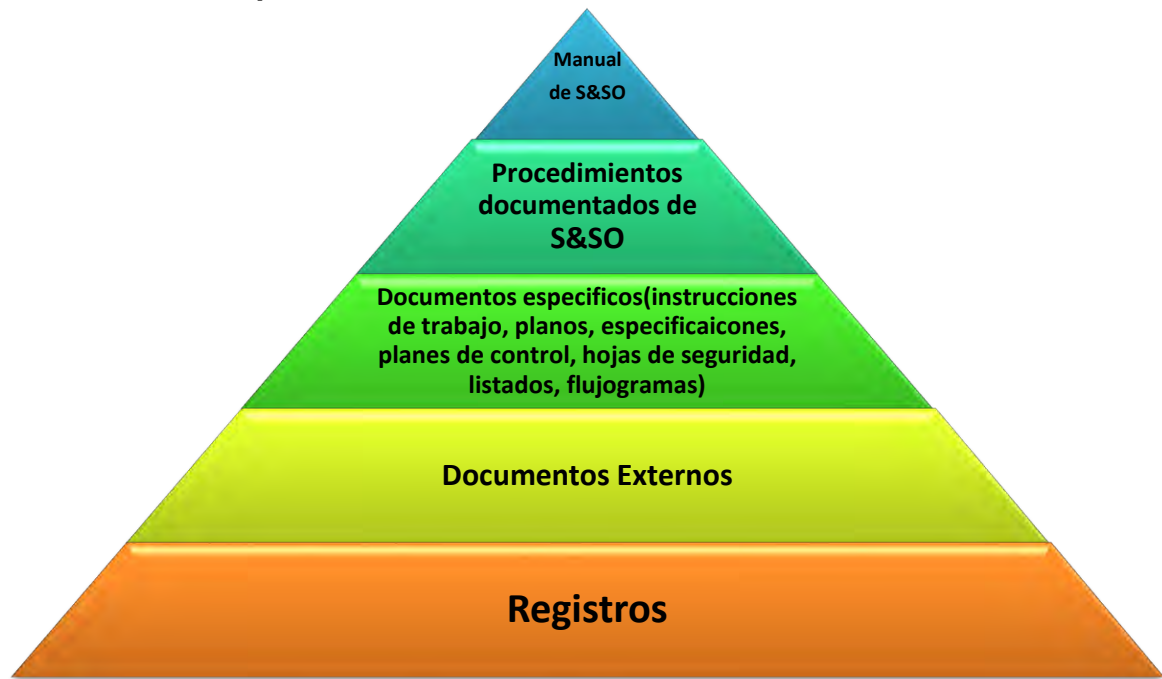 Manual
de S&SO
Procedimientos
documentados de
S&SO
Documentos especificos(instrucciones
de trabajo, planos, especificaicones,
planes de control, hojas de seguridad,
listados, flujogramas)
Documentos Externos
Registros